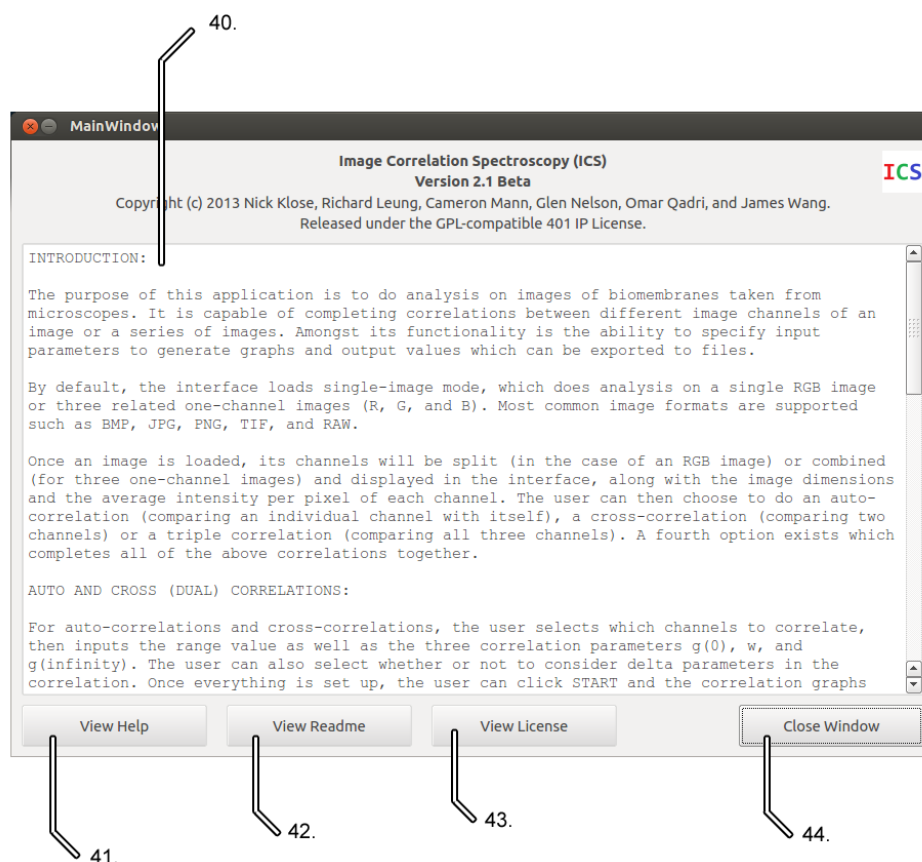 40.
MainWindow
Image Correlation Spectroscopy (ICS)
Version 2.1 Beta
ICS
Copyright (c) 2013 Nick Klose, Richard Leung, Cameron Mann, Glen Nelson, Omar Qadri, and James Wang.
Released under the GPL-compatible 401 IP License.
INTRODUCTION:
The purpose of this application is to do analysis on images of biomembranes taken from
microscopes. It is capable of completing correlations between different image channels of an
image or a series of images. Amongst its functionality is the ability to specify input
parameters to generate graphs and output values which can be exported to files.
By default, the interface loads single-image mode, which does analysis on a single RGB image
or three related one-channel images (R, G, and B). Most common image formats are supported
such as BMP, JPG, PNG, TIF, and RAW.
Once an image is loaded, its channels will be split (in the case of an RGB image) or combined
(for three one-channel images) and displayed in the interface, along with the image dimensions
and the average intensity per pixel of each channel. The user can then choose to do an auto-
correlation (comparing an individual channel with itself), a cross-correlation (comparing two
channels) or a triple correlation (comparing all three channels). A fourth option exists which
completes all of the above correlations together.
AUTO AND CROSS (DUAL) CORRELATIONS:
For auto-correlations and cross-correlations, the user selects which channels to correlate,
then inputs the range value as well as the three correlation parameters g(0), w, and
g(infinity). The user can also select whether or not to consider delta parameters in the
correlation. Once everything is set up, the user can click START and the correlation graphs
View Help
View Readme
View License
Close Window
41.
42.
43.
44.